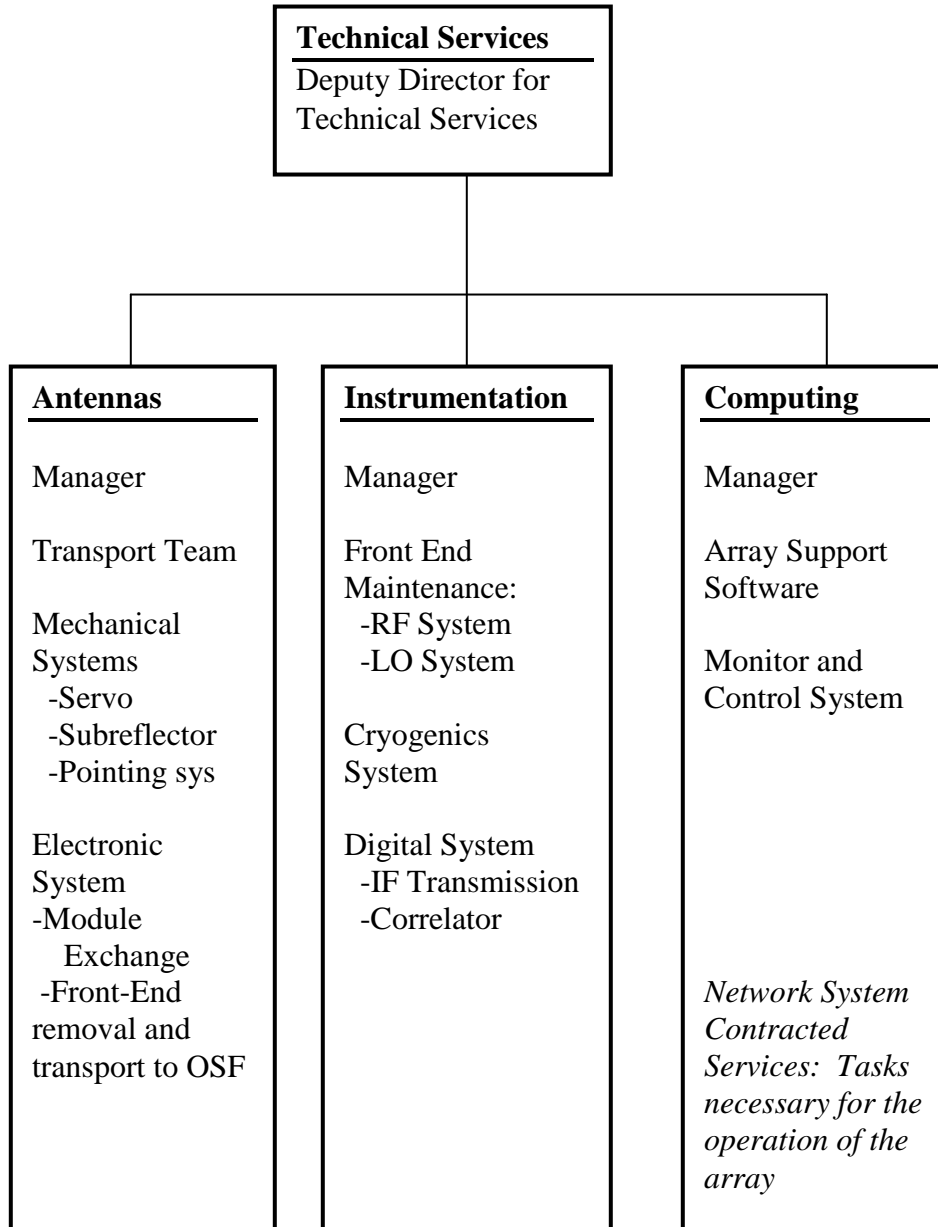 Technical Services
Deputy Director for
Technical Services
Antennas
Manager
Transport Team
Mechanical
Systems
-Servo
-Subreflector
-Pointing sys
Electronic
System
-Module
Exchange
-Front-End
removal and
transport to OSF
Instrumentation
Manager
Front End
Maintenance:
-RF System
-LO System
Cryogenics
System
Digital System
-IF Transmission
-Correlator
Computing
Manager
Array Support
Software
Monitor and
Control System
Network System
Contracted
Services:  Tasks
necessary for the
operation of the
array